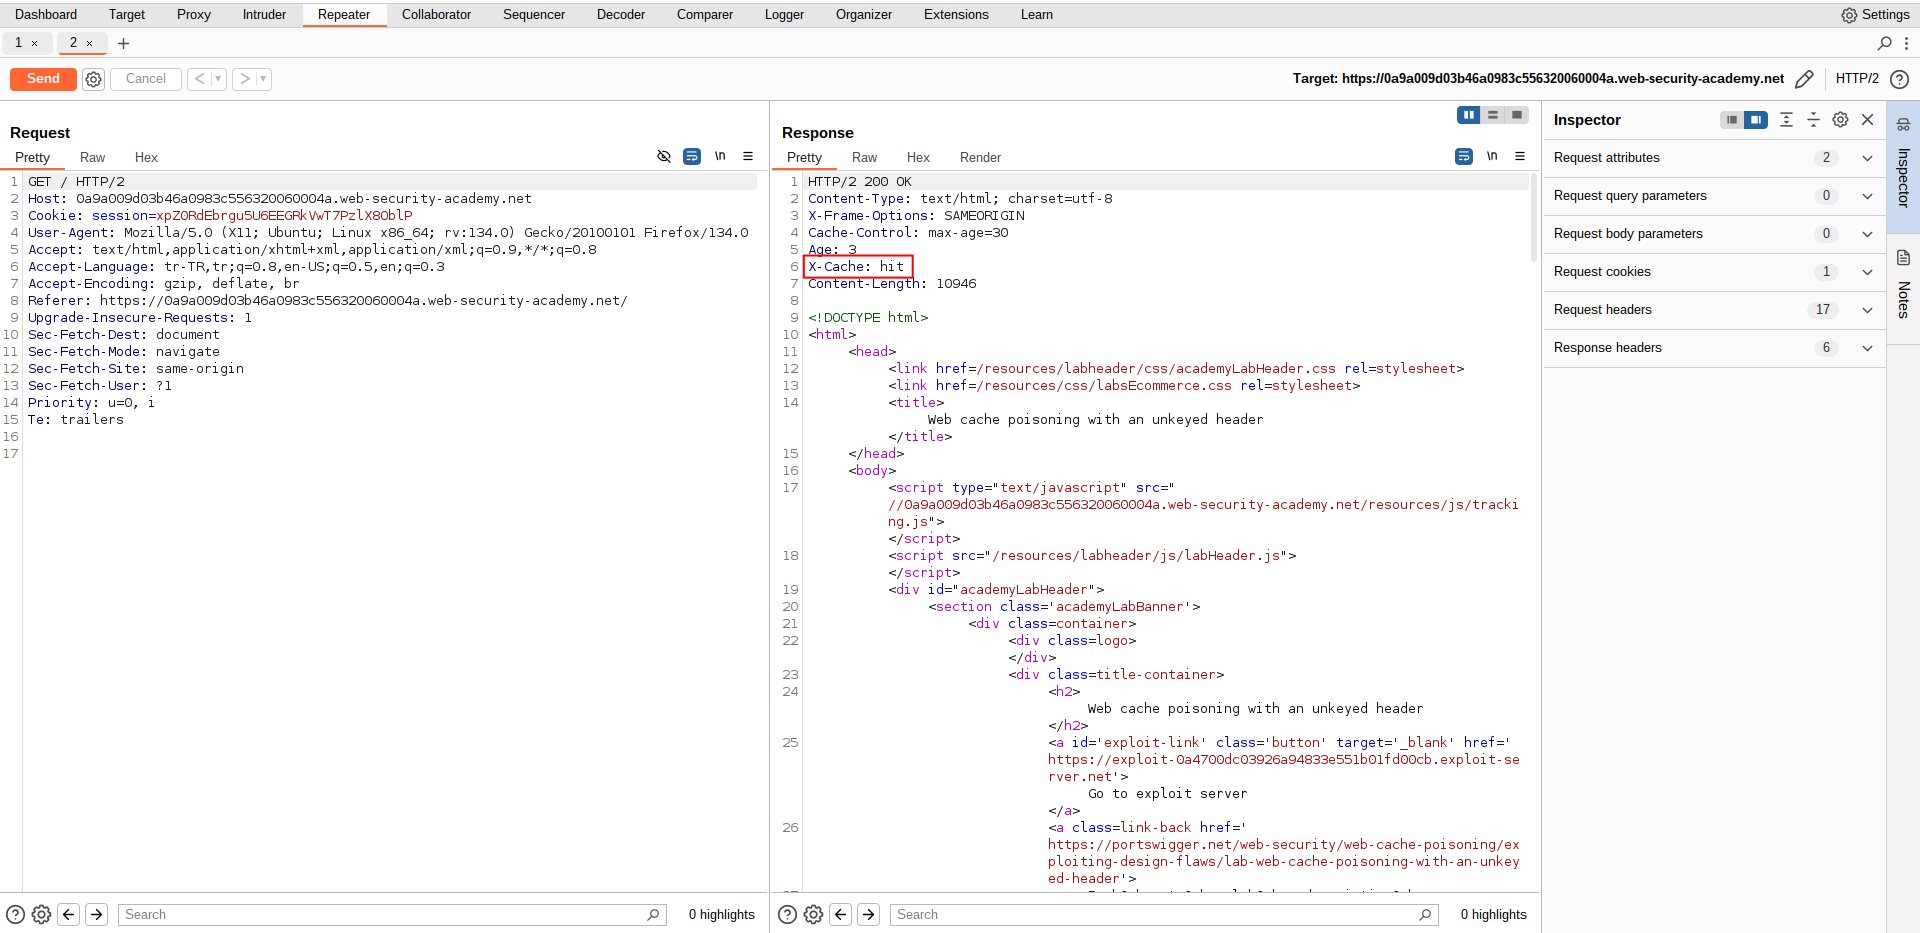 Dashboard Target Proxy Intruder Repeater Collaborator Sequencer Decoder Comparer Logger Organizer Extensions Learn Settings
1 × 2 × +
Send Cancel < > Target: https://0a9a009d03b46a0983c556320060004a.web-security-academy.net HTTP/2
Request
Pretty Raw Hex \n
1 GET / HTTP/2
2 Host: 0a9a009d03b46a0983c556320060004a.web-security-academy.net
3 Cookie: session=xpZ0RdEbrgu5U6EEGRkVwT7PzlX8OblP
4 User-Agent: Mozilla/5.0 (X11; Ubuntu; Linux x86_64; rv:134.0) Gecko/20100101 Firefox/134.0
5 Accept: text/html,application/xhtml+xml,application/xml;q=0.9,*/*;q=0.8
6 Accept-Language: tr-TR,tr;q=0.8,en-US;q=0.5,en;q=0.3
7 Accept-Encoding: gzip, deflate, br
8 Referer: https://0a9a009d03b46a0983c556320060004a.web-security-academy.net/
9 Upgrade-Insecure-Requests: 1
10 Sec-Fetch-Dest: document
11 Sec-Fetch-Mode: navigate
12 Sec-Fetch-Site: same-origin
13 Sec-Fetch-User: ?1
14 Priority: u=0, i
15 Te: trailers
16
17
Search 0 highlights
Response
Pretty Raw Hex Render \n
1 HTTP/2 200 OK
2 Content-Type: text/html; charset=utf-8
3 X-Frame-Options: SAMEORIGIN
4 Cache-Control: max-age=30
5 Age: 3
6 X-Cache: hit
7 Content-Length: 10946
8
9 <!DOCTYPE html>
10 <html>
11 <head>
12 <link href=/resources/labheader/css/academyLabHeader.css rel=stylesheet>
13 <link href=/resources/css/labsEcommerce.css rel=stylesheet>
14 <title>
Web cache poisoning with an unkeyed header
</title>
15 </head>
16 <body>
17 <script type="text/javascript" src="
//0a9a009d03b46a0983c556320060004a.web-security-academy.net/resources/js/tracki
ng.js">
</script>
18 <script src="/resources/labheader/js/labHeader.js">
</script>
19 <div id="academyLabHeader">
20 <section class='academyLabBanner'>
21 <div class=container>
22 <div class=logo>
</div>
23 <div class=title-container>
24 <h2>
Web cache poisoning with an unkeyed header
</h2>
25 <a id='exploit-link' class='button' target='_blank' href='
https://exploit-0a4700dc03926a94833e551b01fd00cb.exploit-se
rver.net'>
Go to exploit server
</a>
26 <a class=link-back href='
https://portswigger.net/web-security/web-cache-poisoning/ex
ploiting-design-flaws/lab-web-cache-poisoning-with-an-unkey
ed-header'>
Search 0 highlights
Inspector
Request attributes 2
Request query parameters 0
Request body parameters 0
Request cookies 1
Request headers 17
Response headers 6
Inspector
Notes